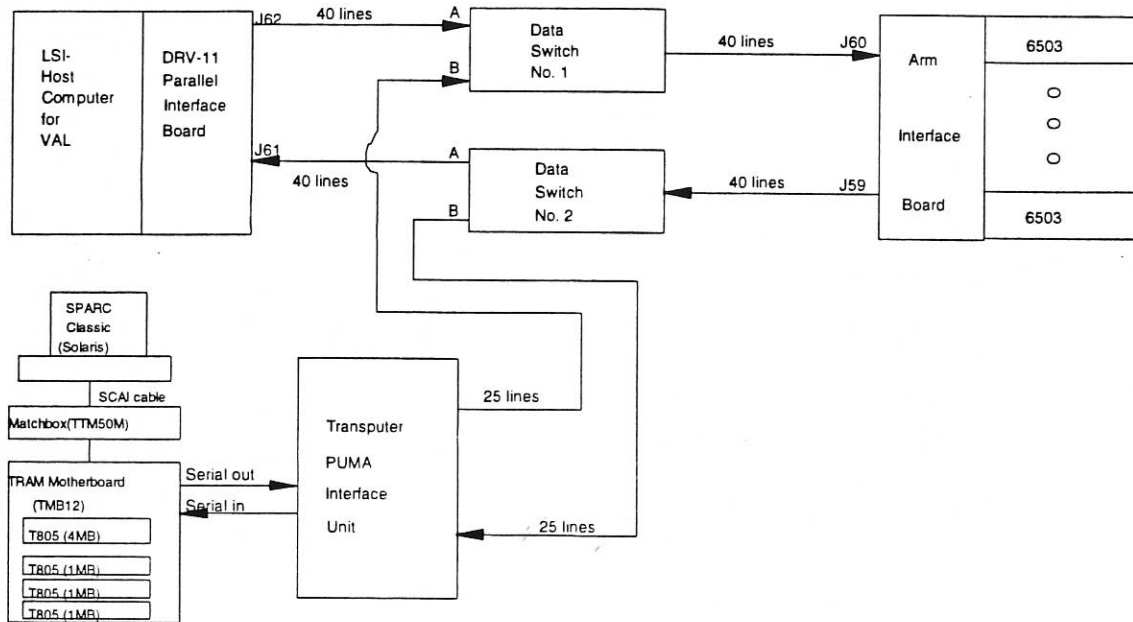 LSI-
Host
Computer
for
VAL
DRV-11
Parallel
Interface
Board
J62
40 lines
A
B
Data
Switch
No. 1
40 lines
J60
Arm
Interface
Board
6503
O
O
O
6503
J61
40 lines
A
B
Data
Switch
No. 2
40 lines
J59
SPARC
Classic
(Solaris)
SCAI cable
Matchbox(TTM50M)
TRAM Motherboard
(TMB12)
T805 (4MB)
T805 (1MB)
T805 (1MB)
T805 (1MB)
Serial out
Serial in
Transputer
PUMA
Interface
Unit
25 lines
25 lines